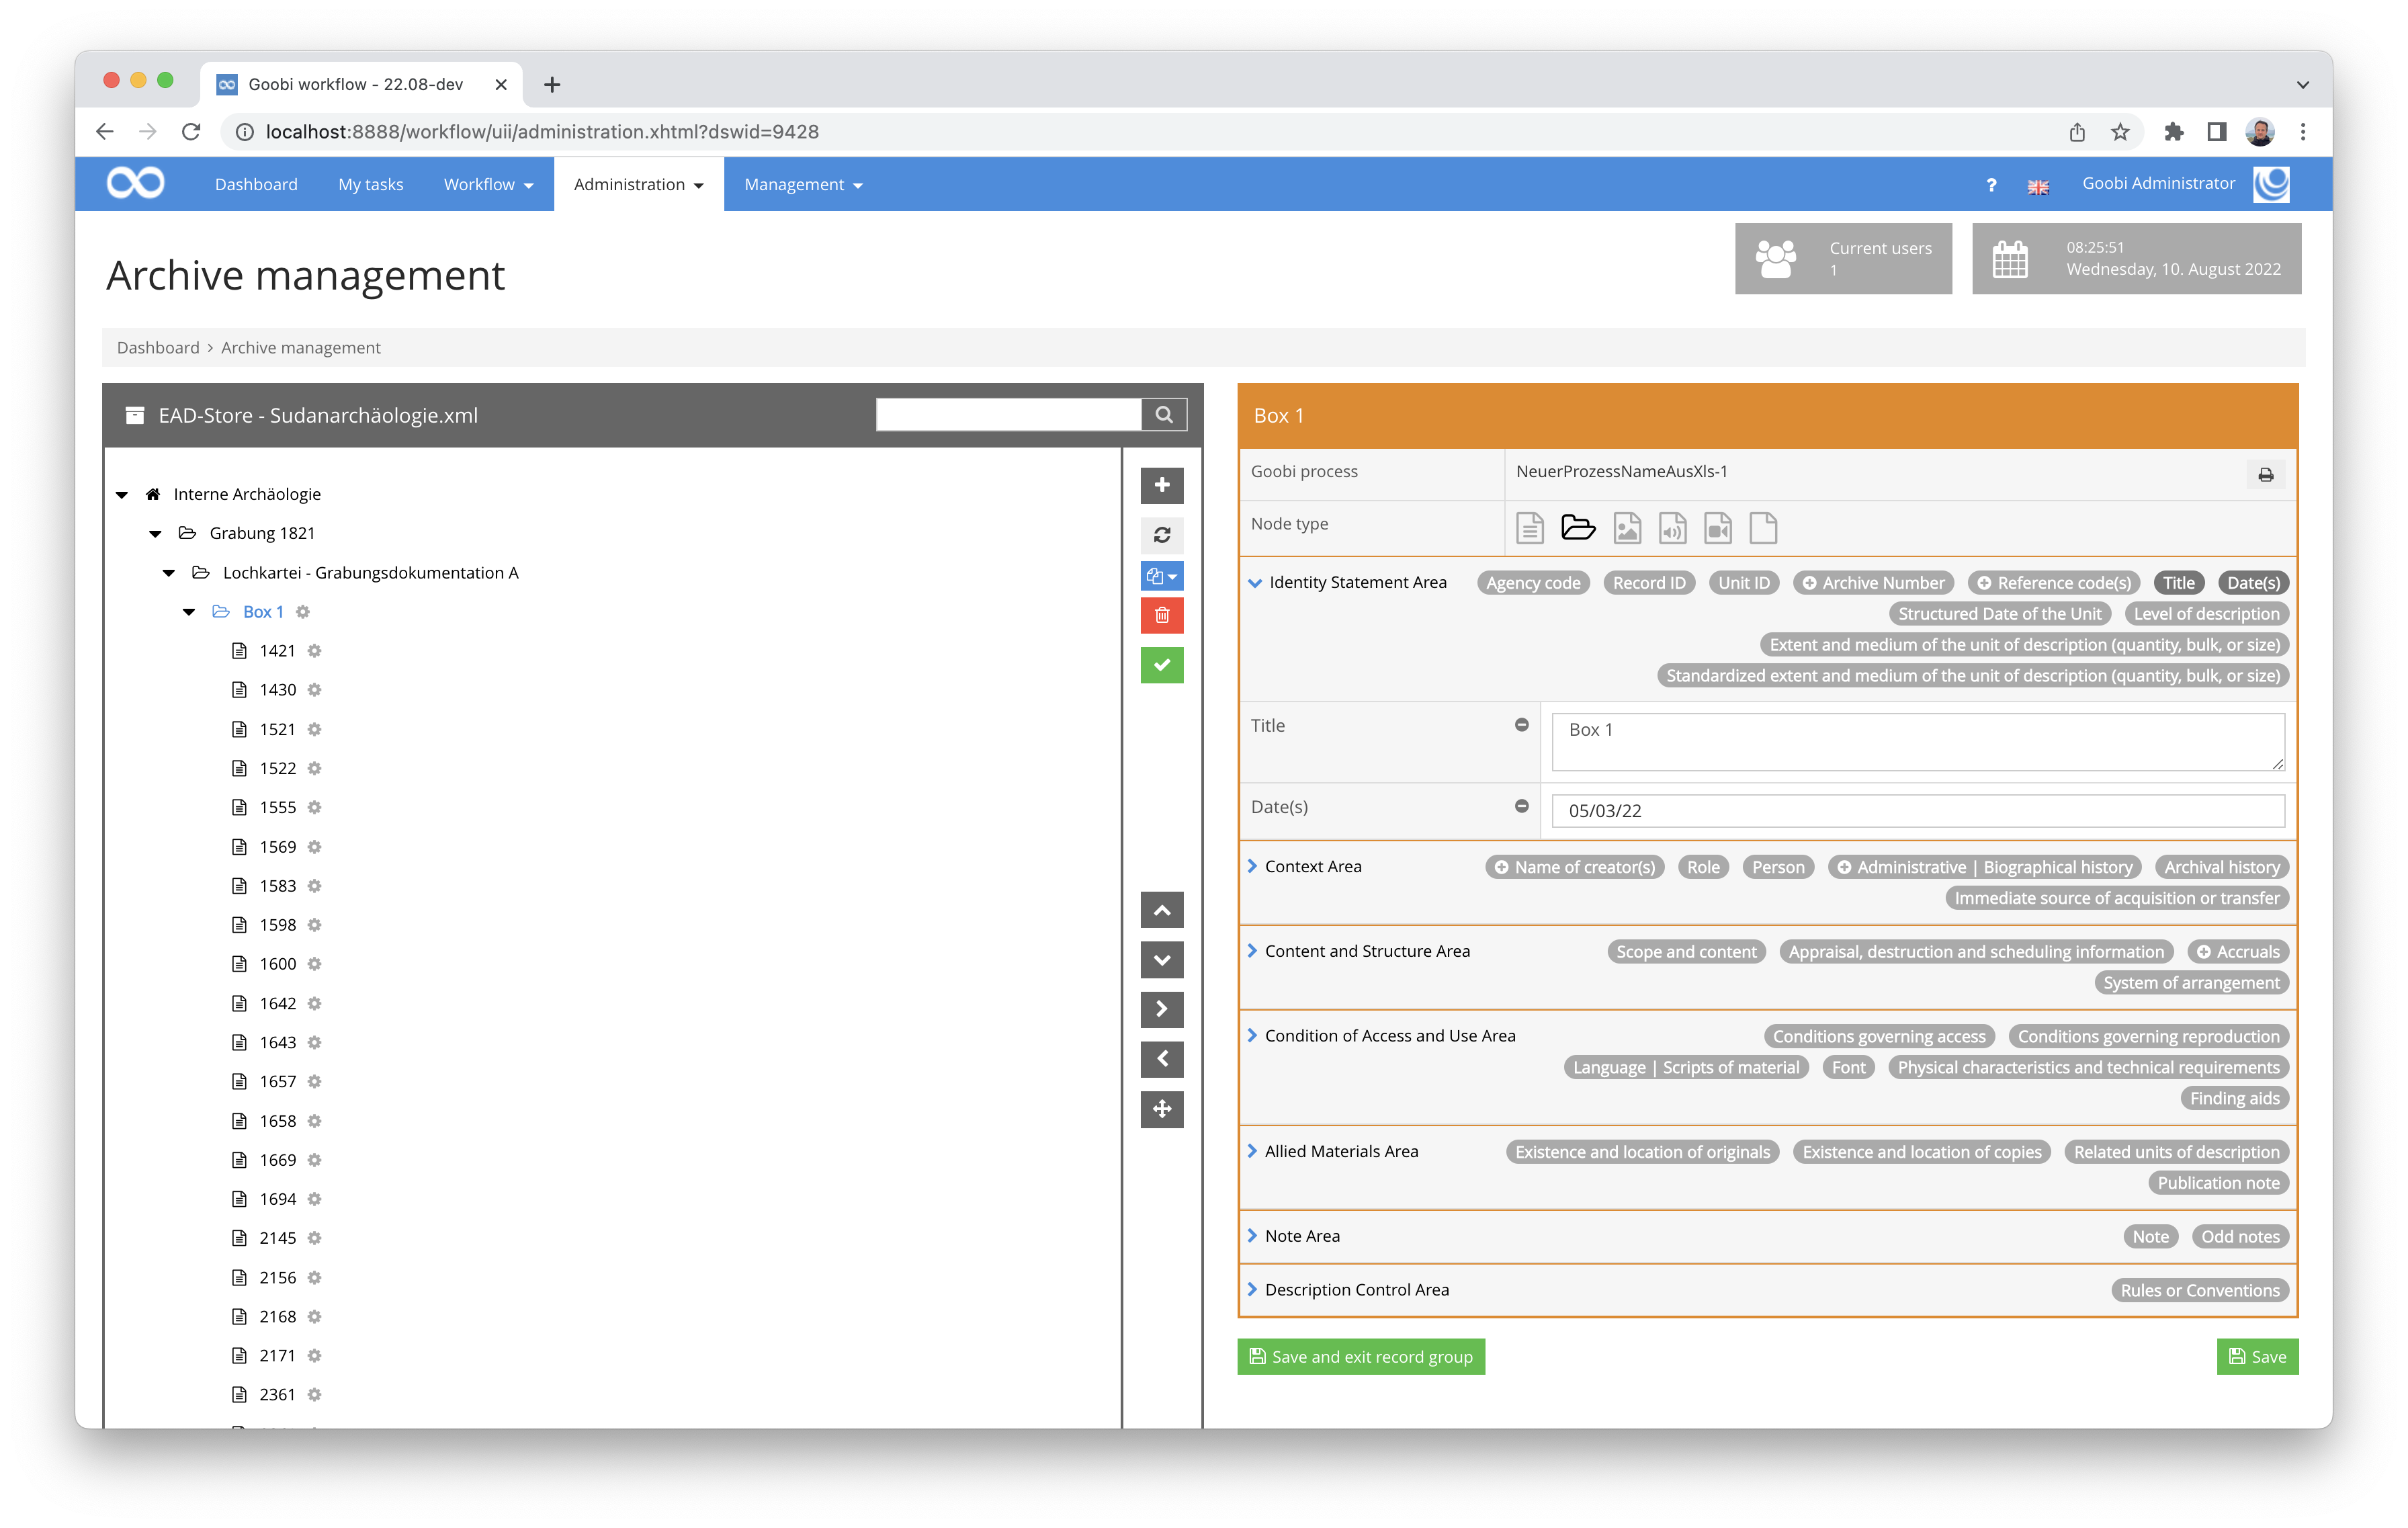 Goobi workflow - 22.08-dev
localhost:8888/workflow/uii/administration.xhtml?dswid=9428
Dashboard My tasks Workflow Administration Management ? Goobi Administrator
Archive management
Current users
1
08:25:51
Wednesday, 10. August 2022
Dashboard > Archive management
EAD-Store - Sudanarchäologie.xml
Interne Archäologie
Grabung 1821
Lochkartei - Grabungsdokumentation A
Box 1
1421
1430
1521
1522
1555
1569
1583
1598
1600
1642
1643
1657
1658
1669
1694
2145
2156
2168
2171
2361
Box 1
Goobi process NeuerProzessNameAusXls-1
Node type
Identity Statement Area Agency code Record ID Unit ID Archive Number Reference code(s) Title Date(s)
Structured Date of the Unit Level of description
Extent and medium of the unit of description (quantity, bulk, or size)
Standardized extent and medium of the unit of description (quantity, bulk, or size)
Title Box 1
Date(s) 05/03/22
Context Area Name of creator(s) Role Person Administrative | Biographical history Archival history
Immediate source of acquisition or transfer
Content and Structure Area Scope and content Appraisal, destruction and scheduling information Accruals
System of arrangement
Condition of Access and Use Area Conditions governing access Conditions governing reproduction
Language | Scripts of material Font Physical characteristics and technical requirements
Finding aids
Allied Materials Area Existence and location of originals Existence and location of copies Related units of description
Publication note
Note Area Note Odd notes
Description Control Area Rules or Conventions
Save and exit record group Save